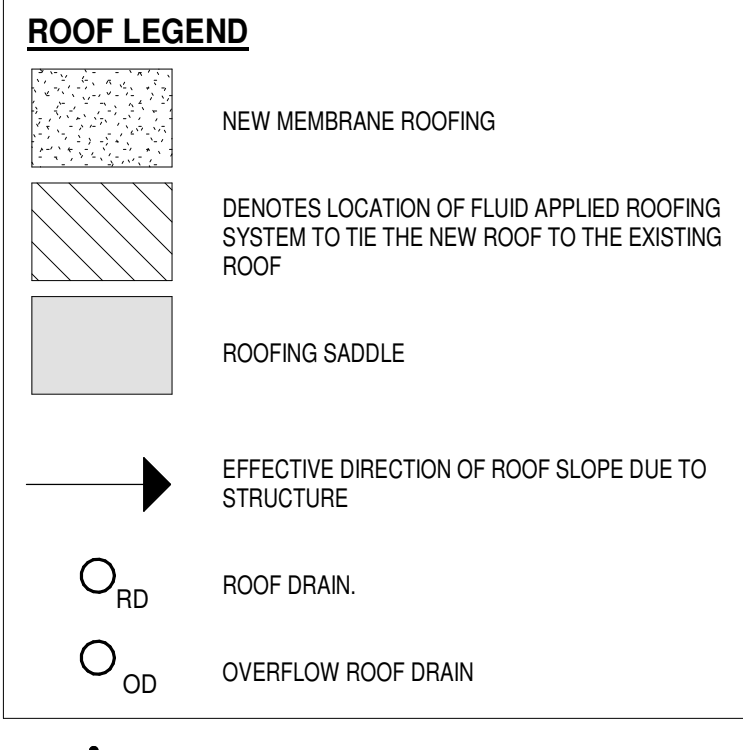 ROOF LEGEND
NEW MEMBRANE ROOFING
DENOTES LOCATION OF FLUID APPLIED ROOFING
SYSTEM TO TIE THE NEW ROOF TO THE EXISTING
ROOF
ROOFING SADDLE
EFFECTIVE DIRECTION OF ROOF SLOPE DUE TO
STRUCTURE
RD ROOF DRAIN.
OD OVERFLOW ROOF DRAIN